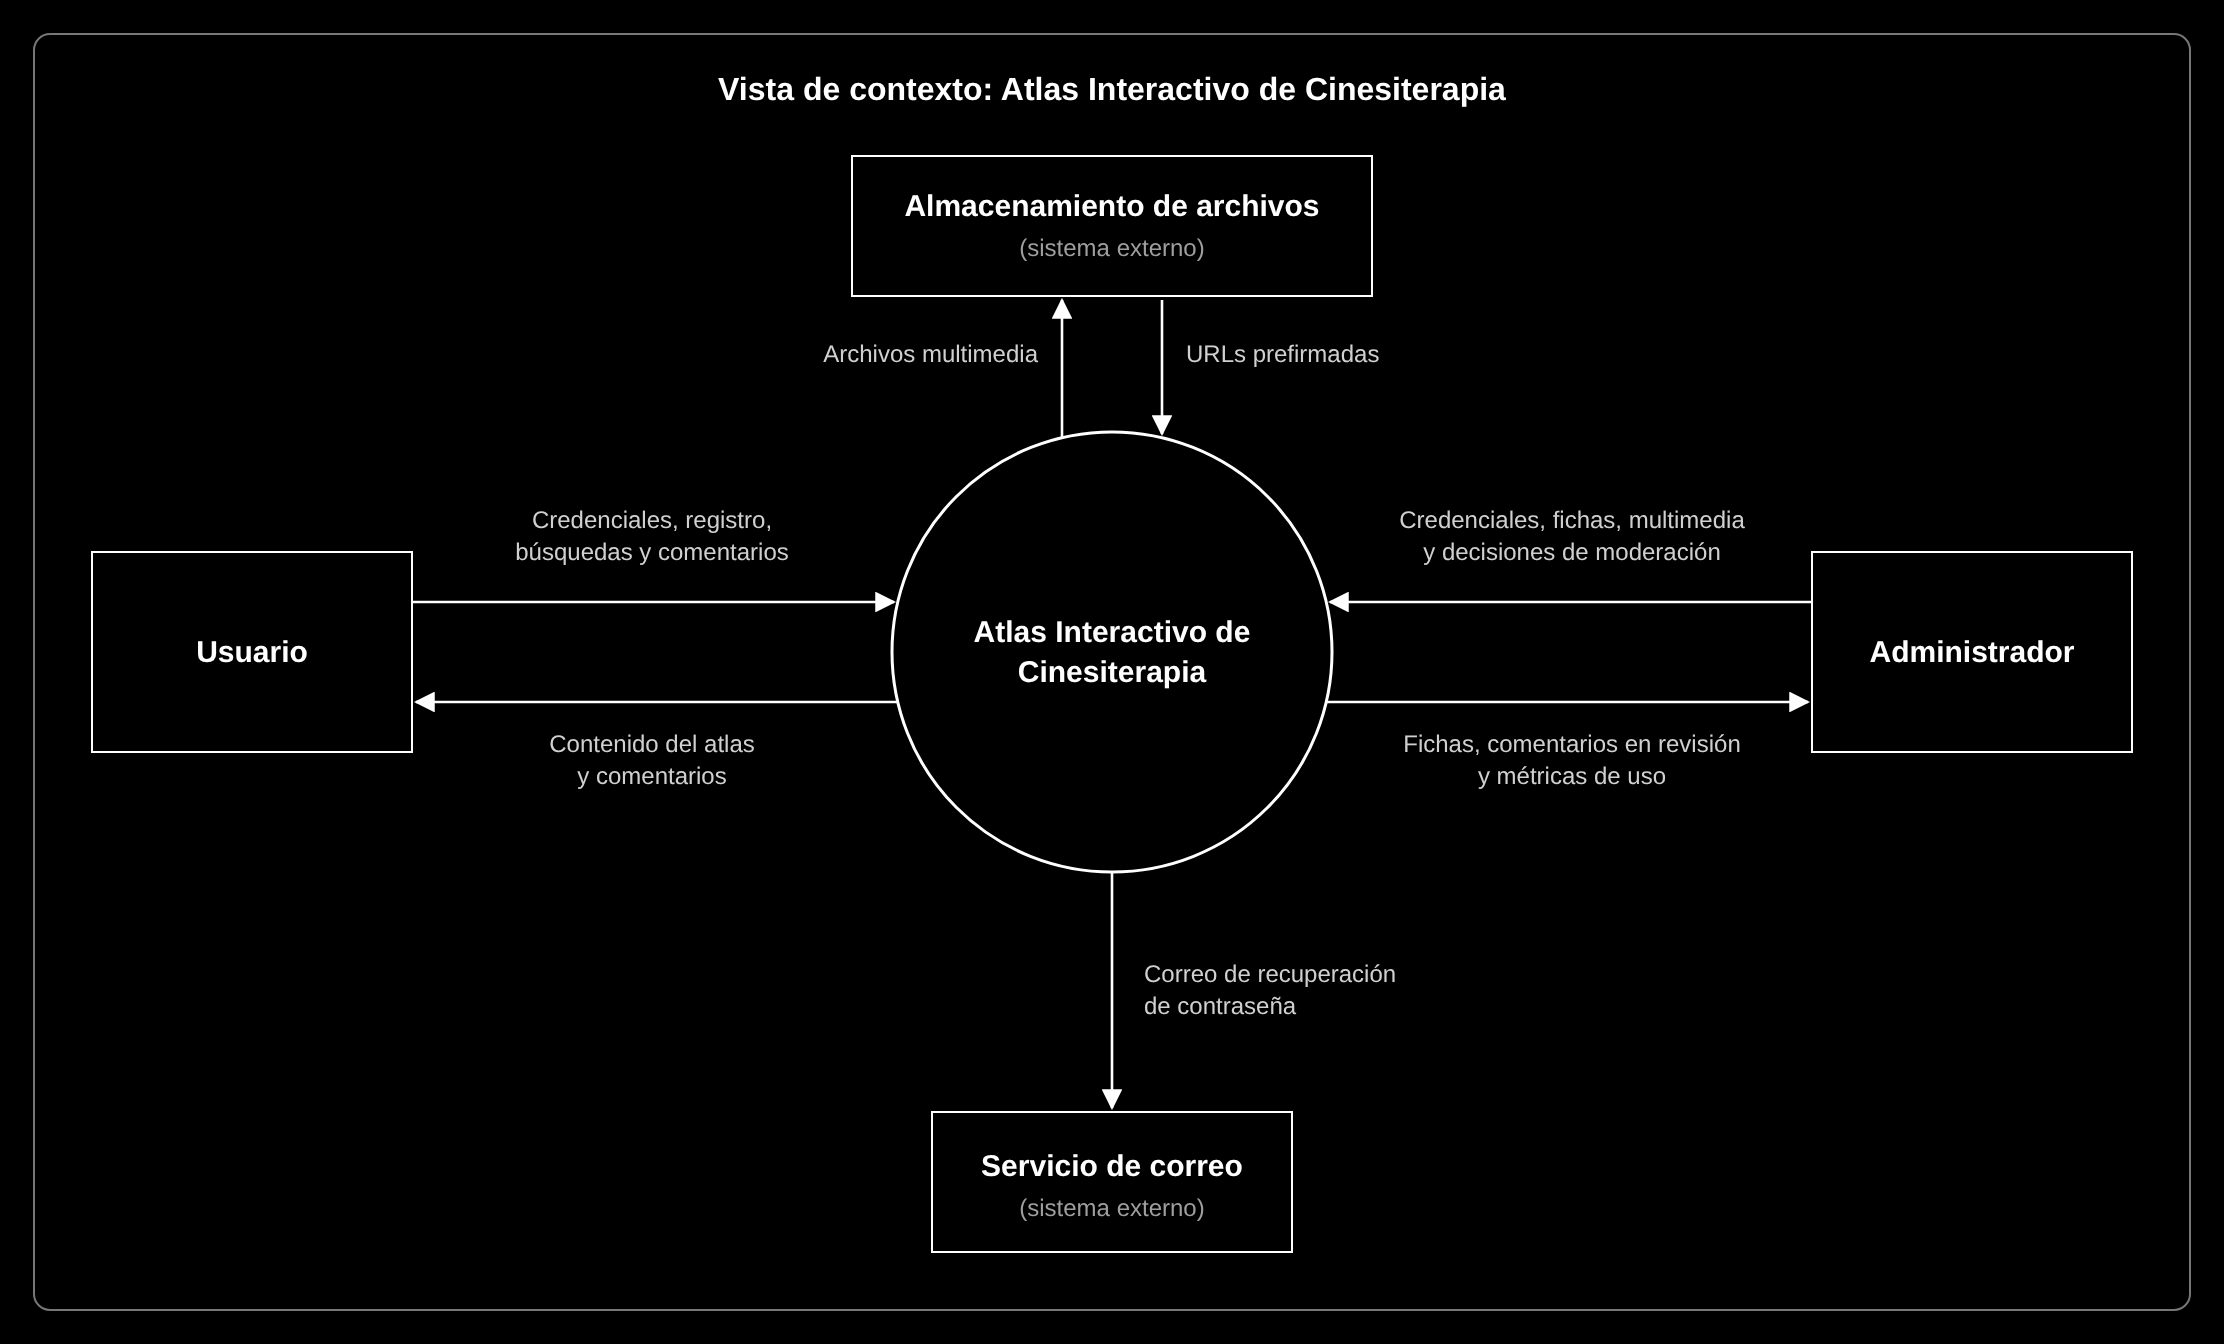 Vista de contexto: Atlas Interactivo de Cinesiterapia
Almacenamiento de archivos
(sistema externo)
Archivos multimedia
URLs prefirmadas
Credenciales, registro,
búsquedas y comentarios
Credenciales, fichas, multimedia
y decisiones de moderación
Usuario
Atlas Interactivo de
Cinesiterapia
Administrador
Contenido del atlas
y comentarios
Fichas, comentarios en revisión
y métricas de uso
Correo de recuperación
de contraseña
Servicio de correo
(sistema externo)